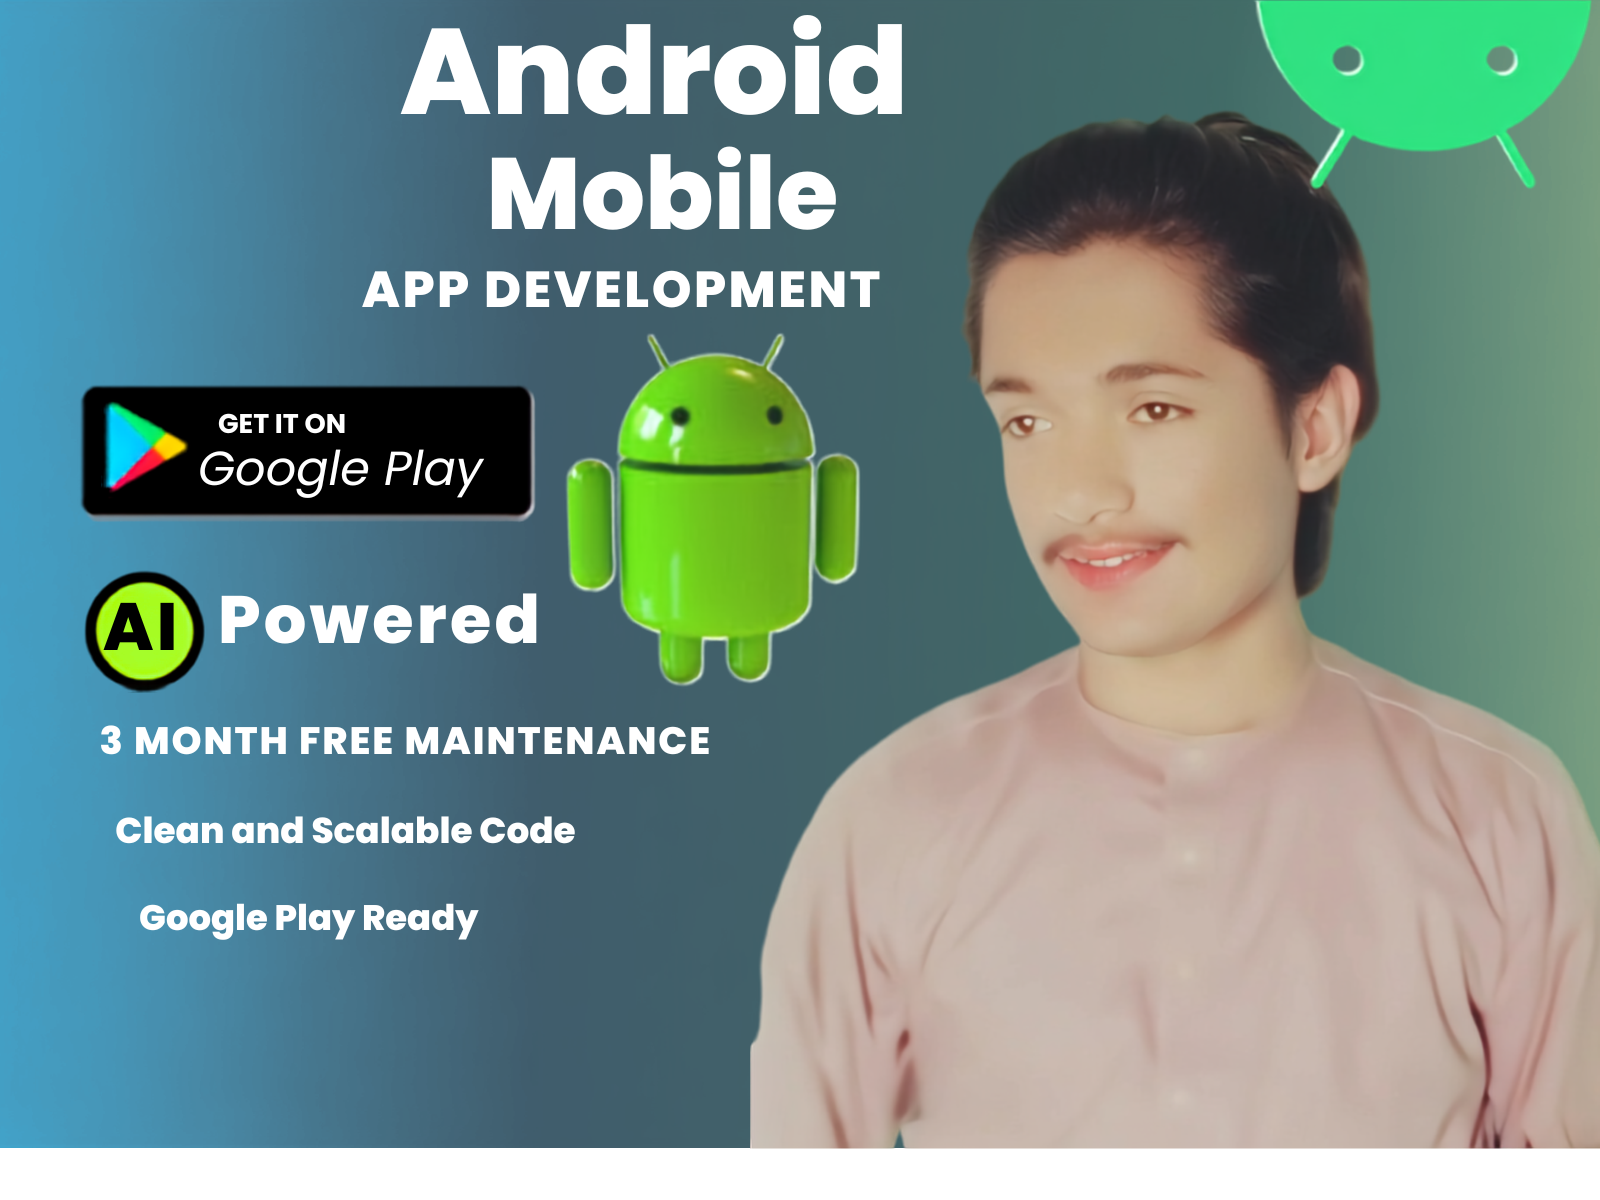 Android
Mobile
APP DEVELOPMENT
GET IT ON
Google Play
AI Powered
3 MONTH FREE MAINTENANCE
Clean and Scalable Code
Google Play Ready